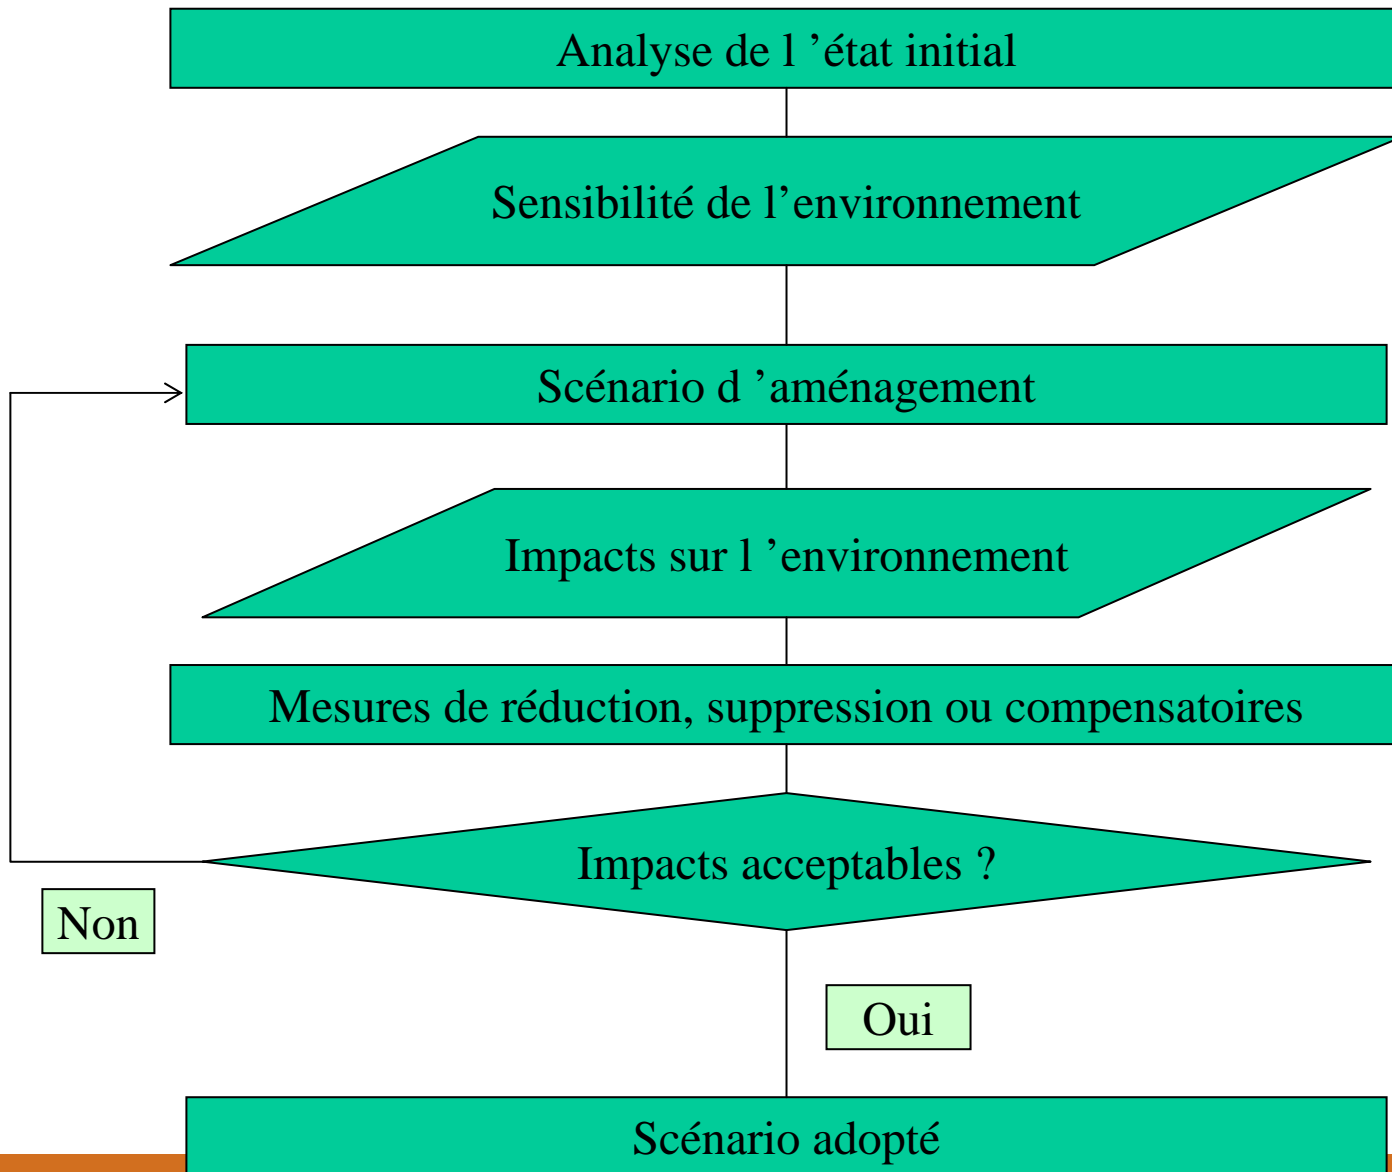 Analyse de l ’état initial
Sensibilité de l’environnement
Scénario d ’aménagement
Impacts sur l ’environnement
Mesures de réduction, suppression ou compensatoires
Impacts acceptables ?
Non
Oui
Scénario adopté